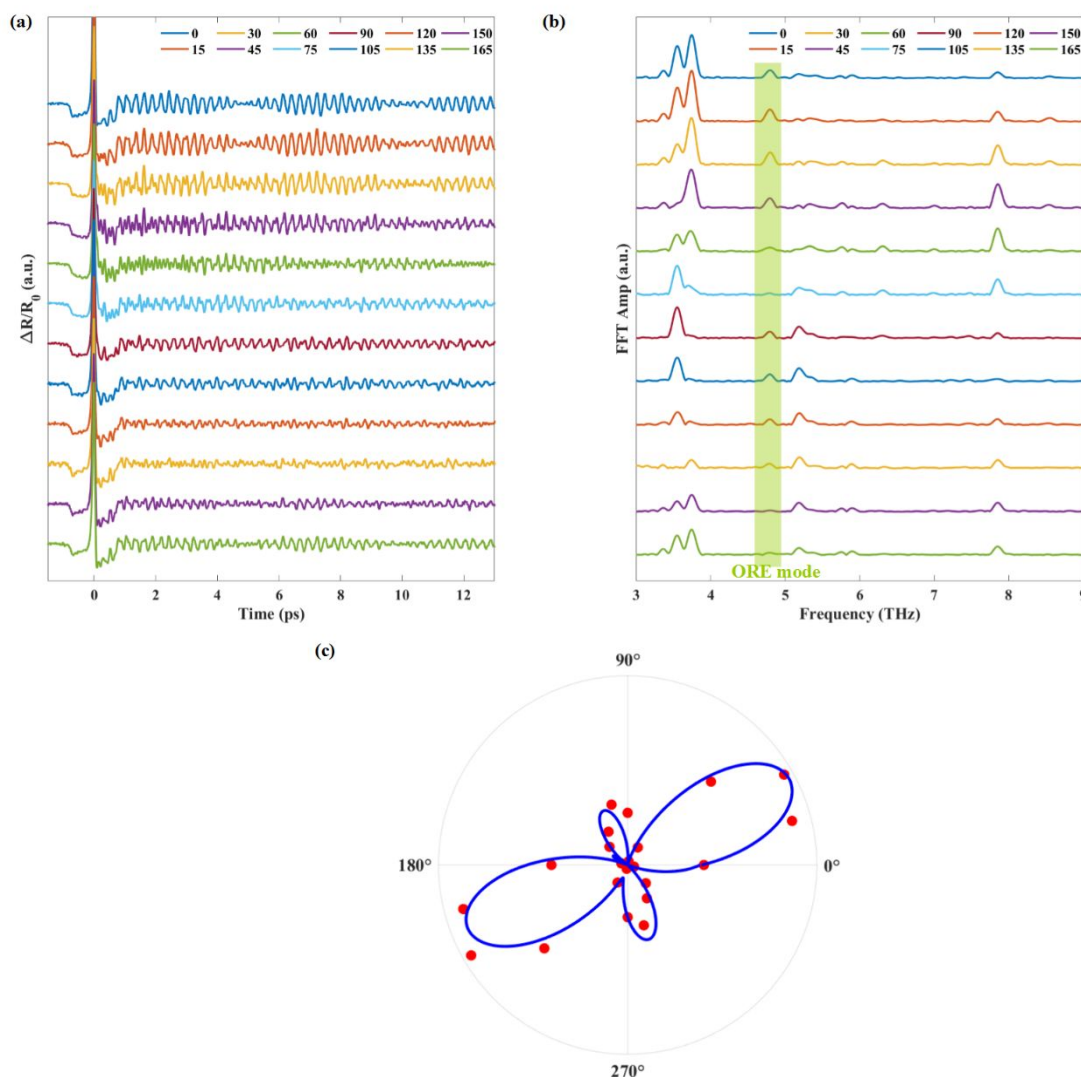 (a)
0 30 60 90 120 150
15 45 75 105 135 165
ΔR/R0 (a.u.)
0 2 4 6 8 10 12
Time (ps)
(b)
0 30 60 90 120 150
15 45 75 105 135 165
FFT Amp (a.u.)
ORE mode
3 4 5 6 7 8 9
Frequency (THz)
(c)
90°
180°
0°
270°